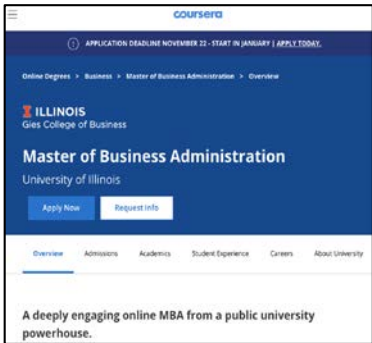 coursera
APPLICATION DEADLINE NOVEMBER 22 - START IN JANUARY | APPLY TODAY.
Online Degrees > Business > Master of Business Administration > Overview
I ILLINOIS
Gies College of Business
Master of Business Administration
University of Illinois
Apply Now Request Info
Overview Admissions Academics Student Experience Careers About University
A deeply engaging online MBA from a public university
powerhouse.